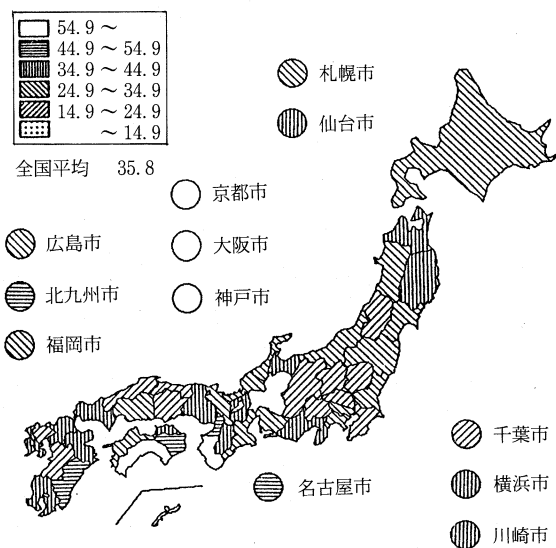 54.9～
44.9～54.9
34.9～44.9
24.9～34.9
14.9～24.9
～14.9
全国平均 35.8
札幌市
仙台市
京都市
広島市
大阪市
北九州市
神戸市
福岡市
千葉市
名古屋市
横浜市
川崎市